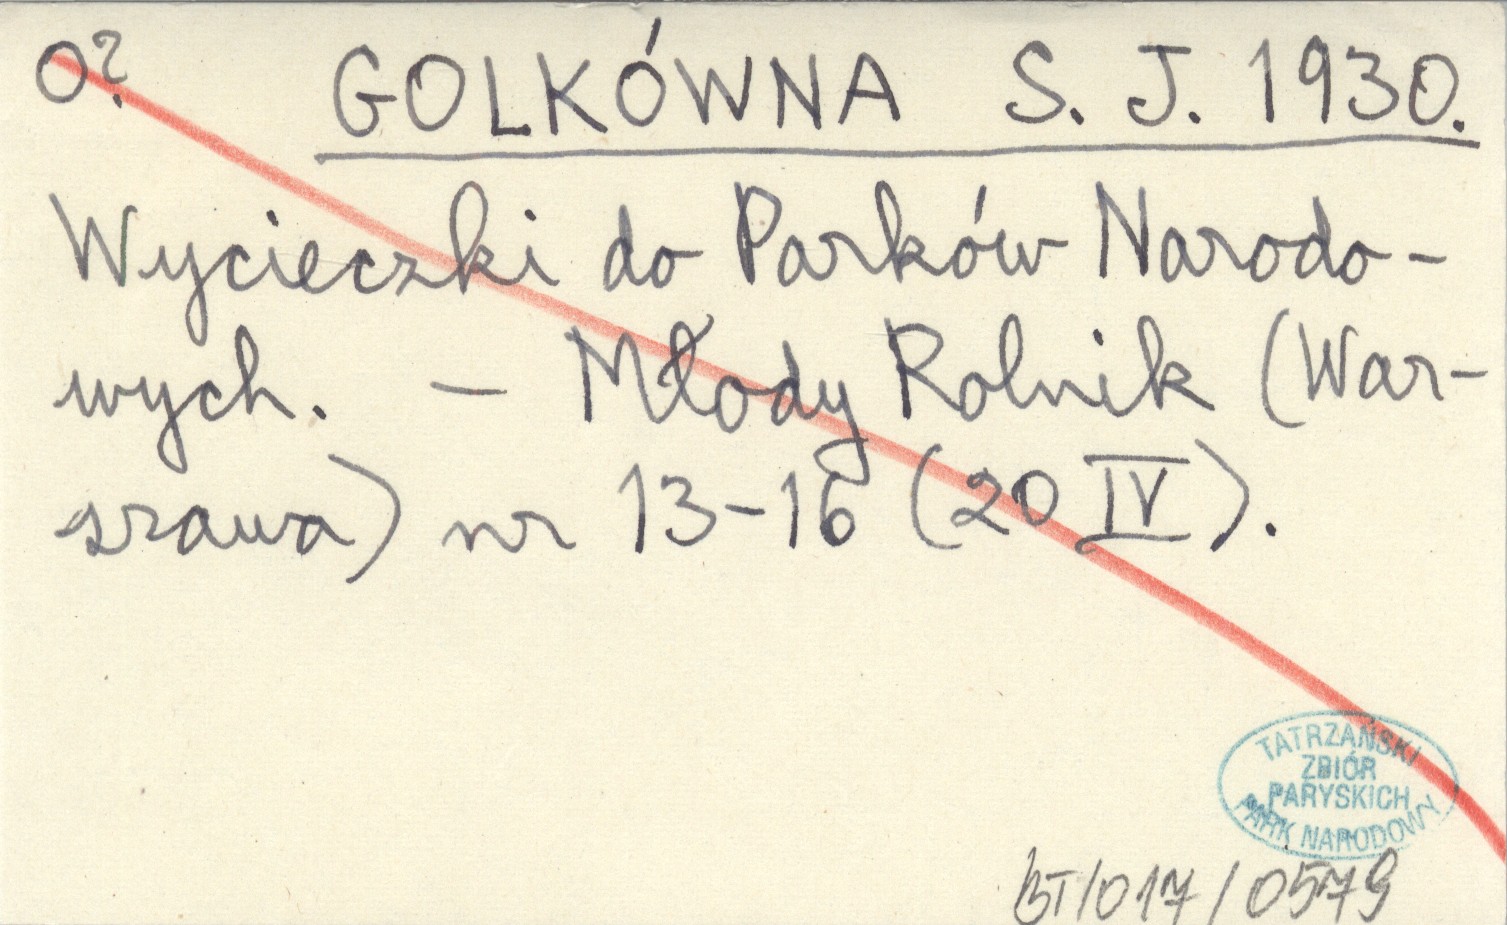 O? GOLKÓWNA S. J. 1930.
Wycieczki do Parków Narodo-
wych. – Młody Rolnik (War-
szawa) nr 13-16 (20 IV).
TATRZAŃSKI
ZBIÓR
PARYSKICH
PARK NARODOWY
BT/017/0579